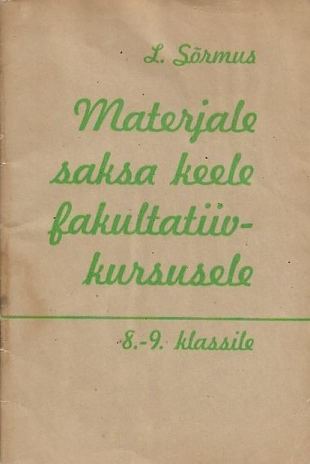 L. Sõrmus
Materjale
saksa keele
fakultatiiv-
kursusele
8.-9. klassile